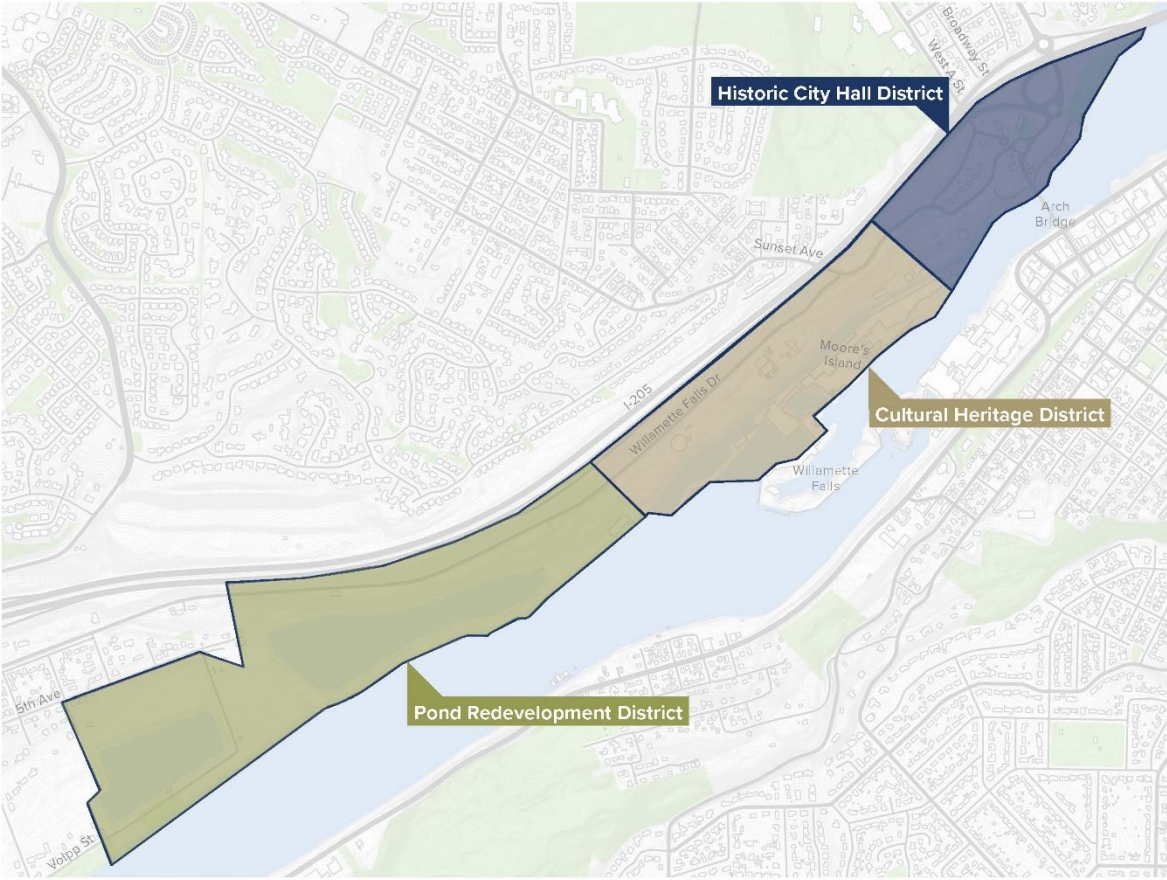 Broadway St
West A St
Historic City Hall District
Arch
Bridge
Sunset Ave
Moore's
Island
I-205
Willamette Falls Dr
Cultural Heritage District
Willamette
Falls
5th Ave
Pond Redevelopment District
Volpp St